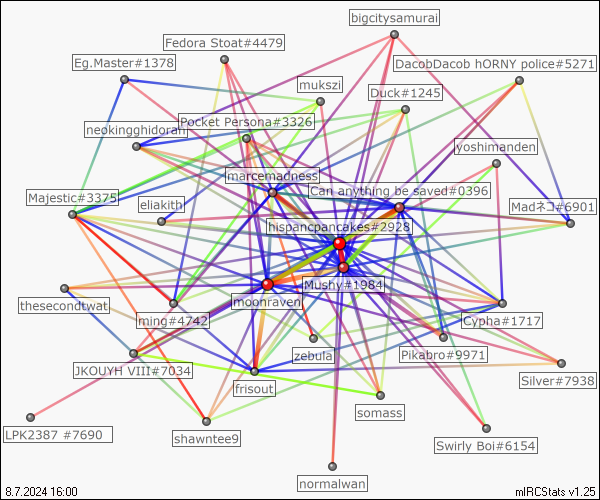 bigcitysamurai
Fedora Stoat#4479
Eg.Master#1378
DacobDacob hORNY police#5271
mukszi
Duck#1245
Pocket Persona#3326
neokingghidorah
yoshimanden
marcemadness
Can anything be saved#0396
Majestic#3375
eliakith
Madネコ#6901
hispancpancakes#2928
Mushy#1984
moonraven
thesecondtwat
ming#4742
Cypha#1717
zebula
Pikabro#9971
JKOUYH VIII#7034
frisout
Silver#7938
somass
LPK2387 #7690
shawntee9
Swirly Boi#6154
normalwan
8.7.2024 16:00
mIRCStats v1.25